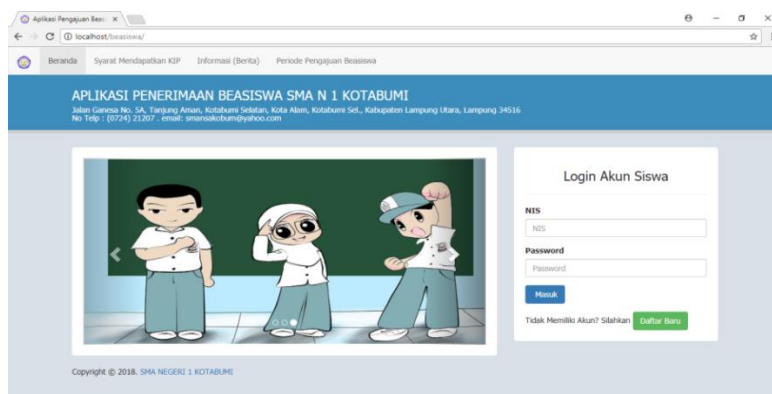 Aplikasi Pengajuan Beasi
localhost/beasiswa/
Beranda Syarat Mendapatkan KIP Informasi (Berita) Periode Pengajuan Beasiswa
APLIKASI PENERIMAAN BEASISWA SMA N 1 KOTABUMI
Jalan Ganesa No. 5A, Tanjung Aman, Kotabumi Selatan, Kota Alam, Kotabumi Sel., Kabupaten Lampung Utara, Lampung 34516
No Telp : (0724) 21207 . email: smansakobum@yahoo.com
Login Akun Siswa
NIS
NIS
Password
Password
Masuk
Tidak Memiliki Akun? Silahkan Daftar Baru
Copyright © 2018. SMA NEGERI 1 KOTABUMI